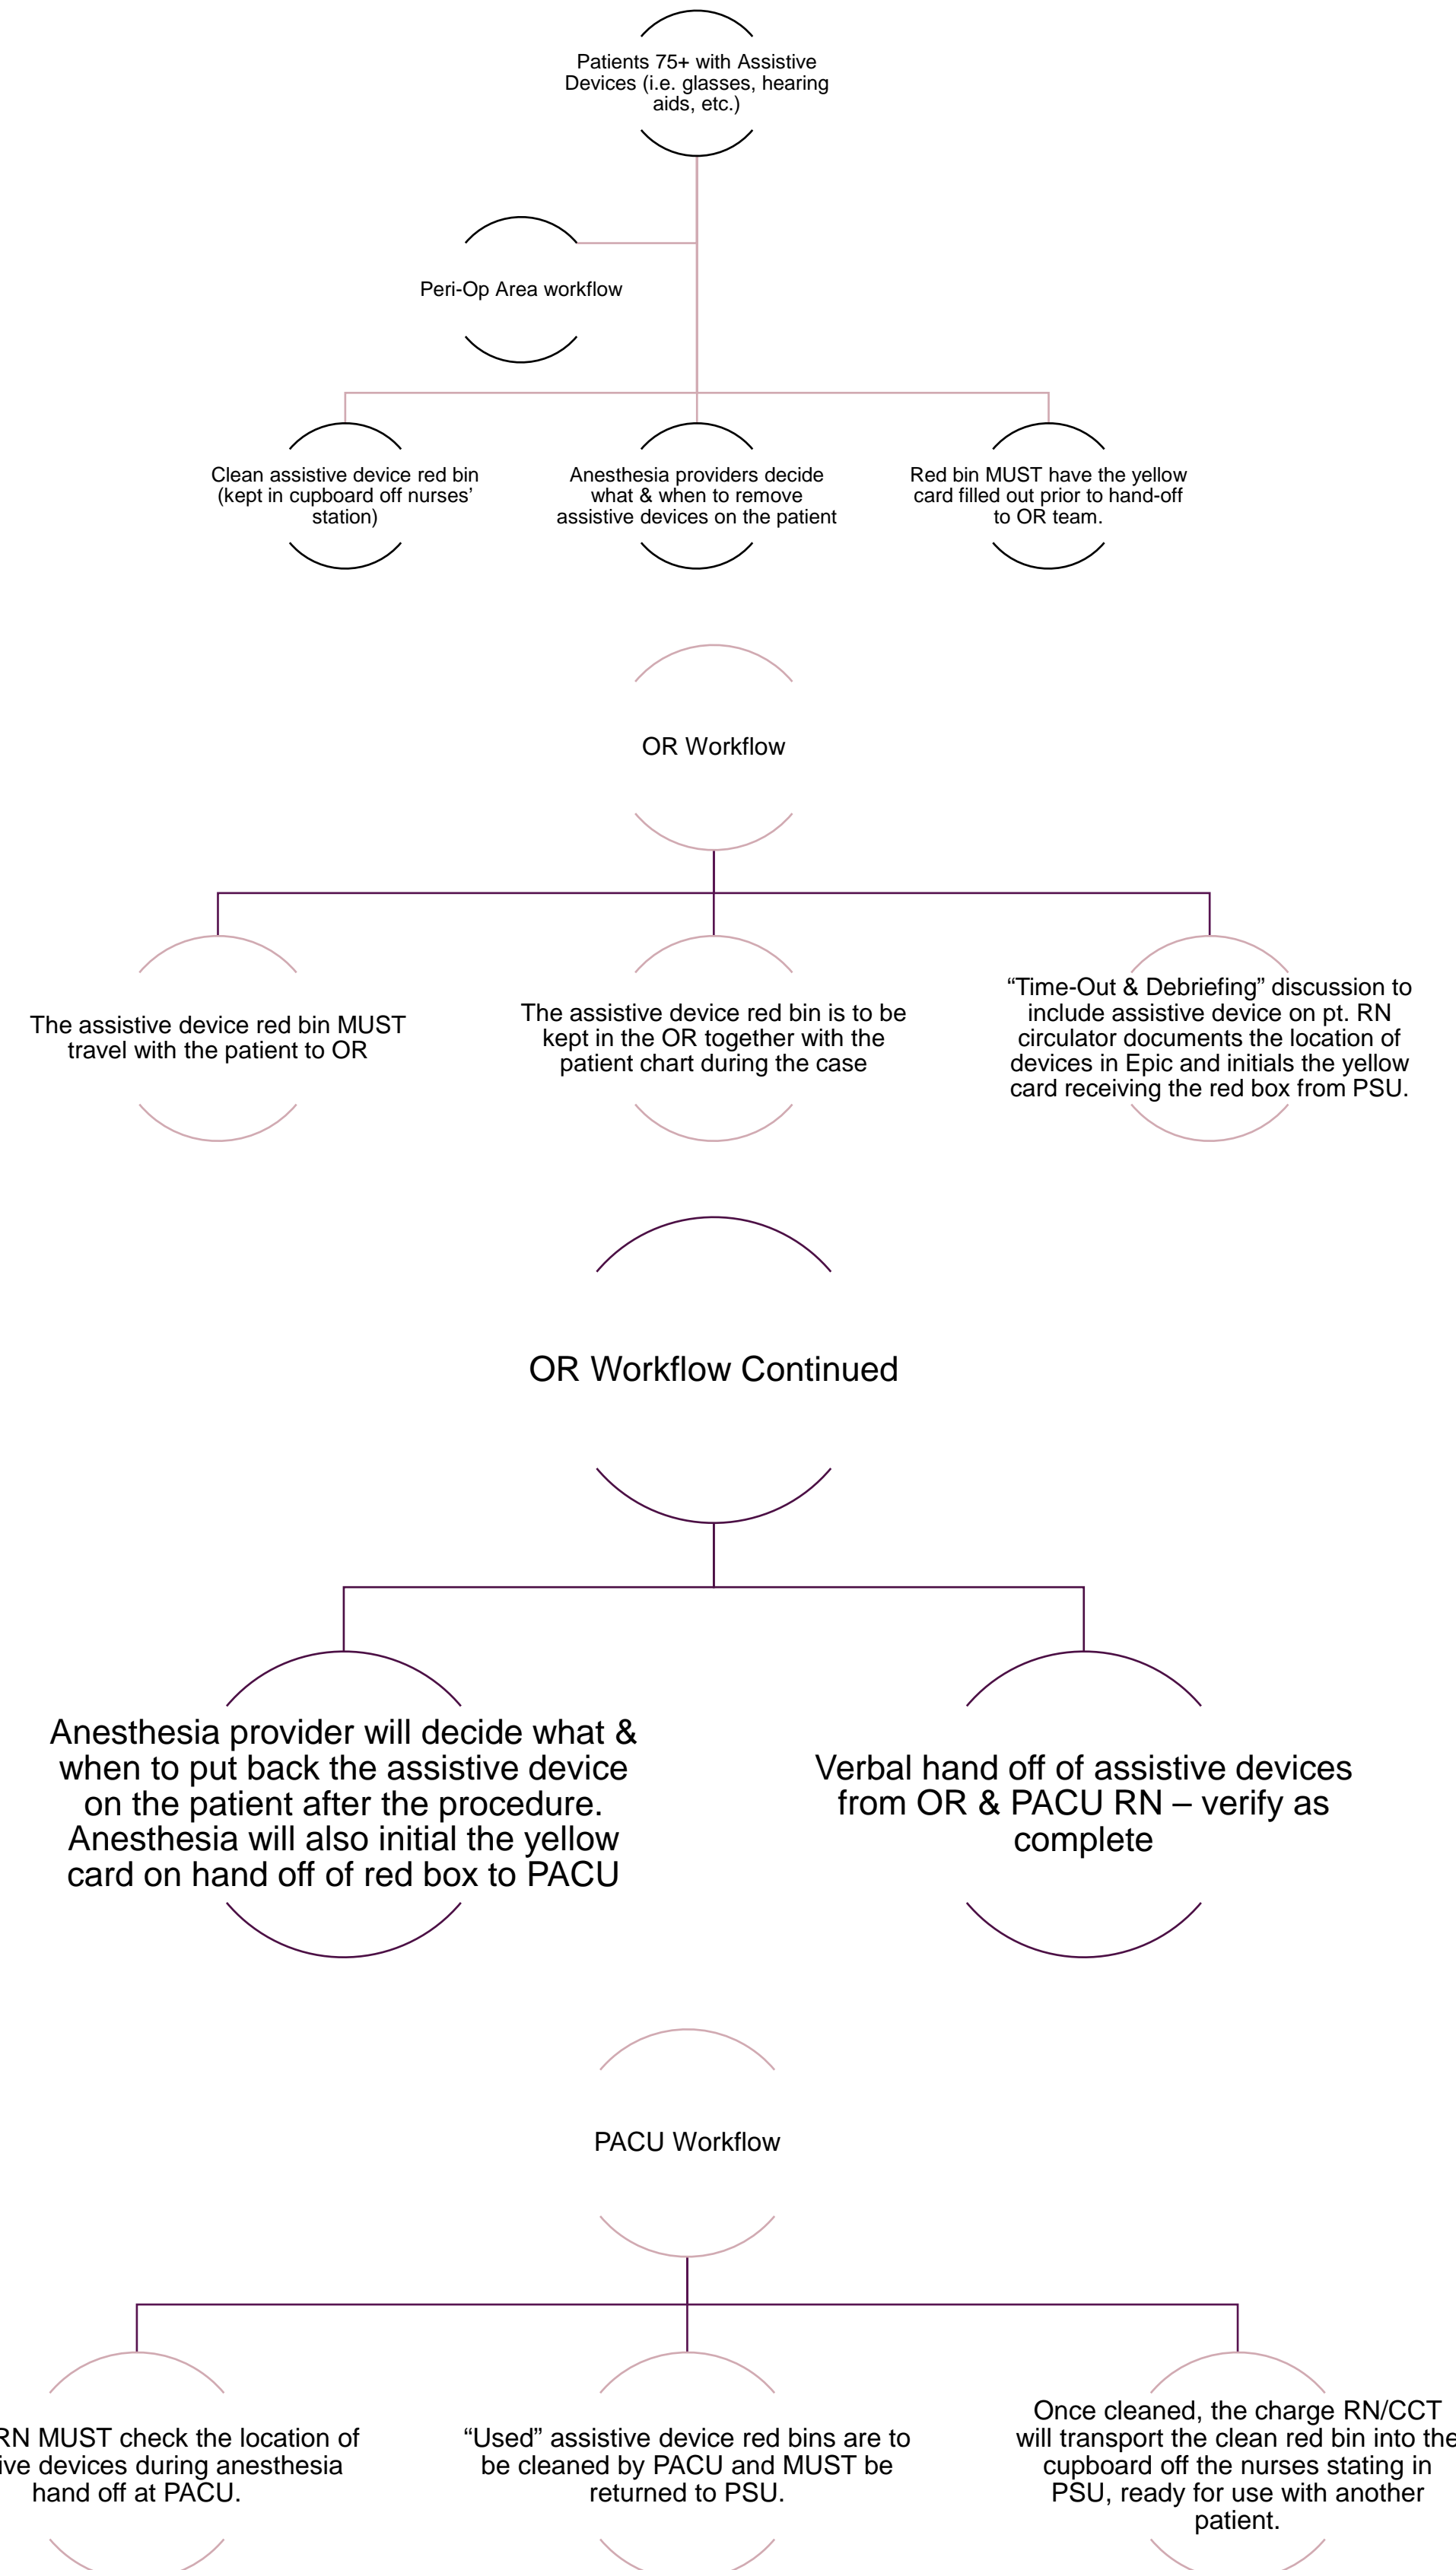 Patients 75+ with Assistive
Devices (i.e. glasses, hearing
aids, etc.)
Peri-Op Area workflow
Clean assistive device red bin
(kept in cupboard off nurses’
station)
Anesthesia providers decide
what & when to remove
assistive devices on the patient
Red bin MUST have the yellow
card filled out prior to hand-off
to OR team.
OR Workflow
The assistive device red bin MUST
travel with the patient to OR
The assistive device red bin is to be
kept in the OR together with the
patient chart during the case
“Time-Out & Debriefing” discussion to
include assistive device on pt. RN
circulator documents the location of
devices in Epic and initials the yellow
card receiving the red box from PSU.
OR Workflow Continued
Anesthesia provider will decide what &
when to put back the assistive device
on the patient after the procedure.
Anesthesia will also initial the yellow
card on hand off of red box to PACU
Verbal hand off of assistive devices
from OR & PACU RN – verify as
complete
PACU Workflow
RN MUST check the location of
ive devices during anesthesia
hand off at PACU.
“Used” assistive device red bins are to
be cleaned by PACU and MUST be
returned to PSU.
Once cleaned, the charge RN/CCT
will transport the clean red bin into the
cupboard off the nurses stating in
PSU, ready for use with another
patient.